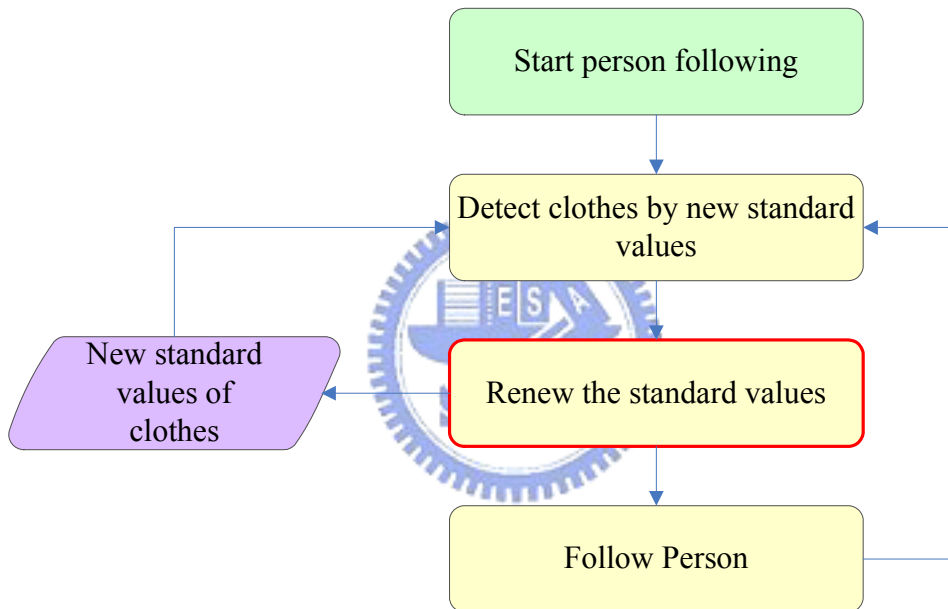 Start person following
Detect clothes by new standard
values
ESA
New standard
values of
clothes
Renew the standard values
Follow Person